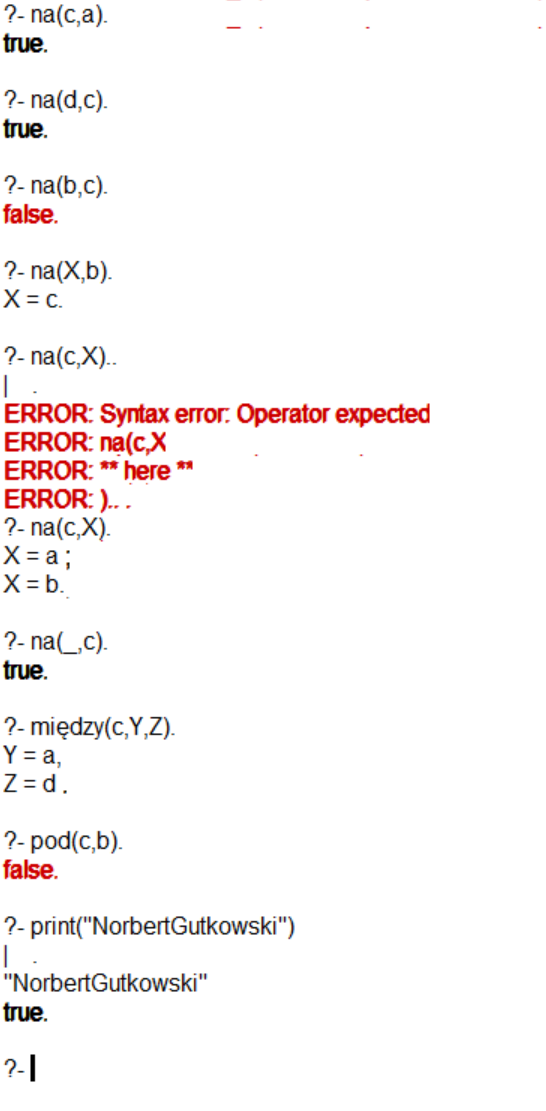 ?- na(c,a).
true.
?- na(d,c).
true.
?- na(b,c).
false.
?- na(X,b).
X = c.
?- na(c,X)..
|    .
ERROR: Syntax error: Operator expected
ERROR: na(c,X
ERROR: ** here **
ERROR: ).. .
?- na(c,X).
X = a ;
X = b.
?- na(_,c).
true.
?- między(c,Y,Z).
Y = a,
Z = d .
?- pod(c,b).
false.
?- print("NorbertGutkowski")
|    .
"NorbertGutkowski"
true.
?-